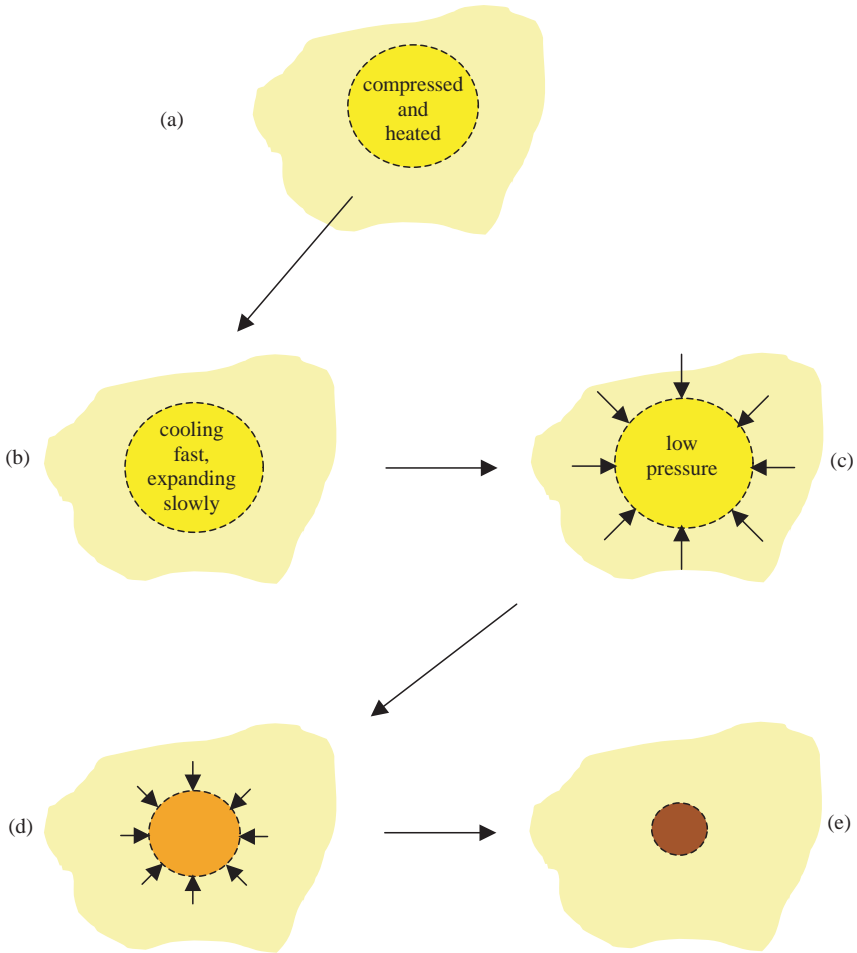 (a)
compressed
and
heated
(b)
cooling
fast,
expanding
slowly
low
pressure
(c)
(d)
(e)